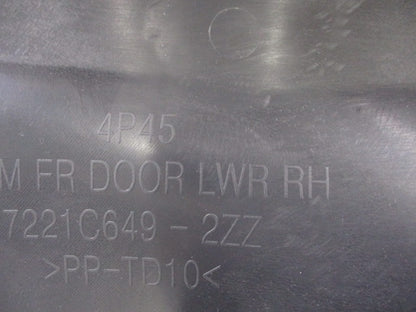 4P45
M FR DOOR LWR RH
7221C649 - 2ZZ
>PP-TD10<